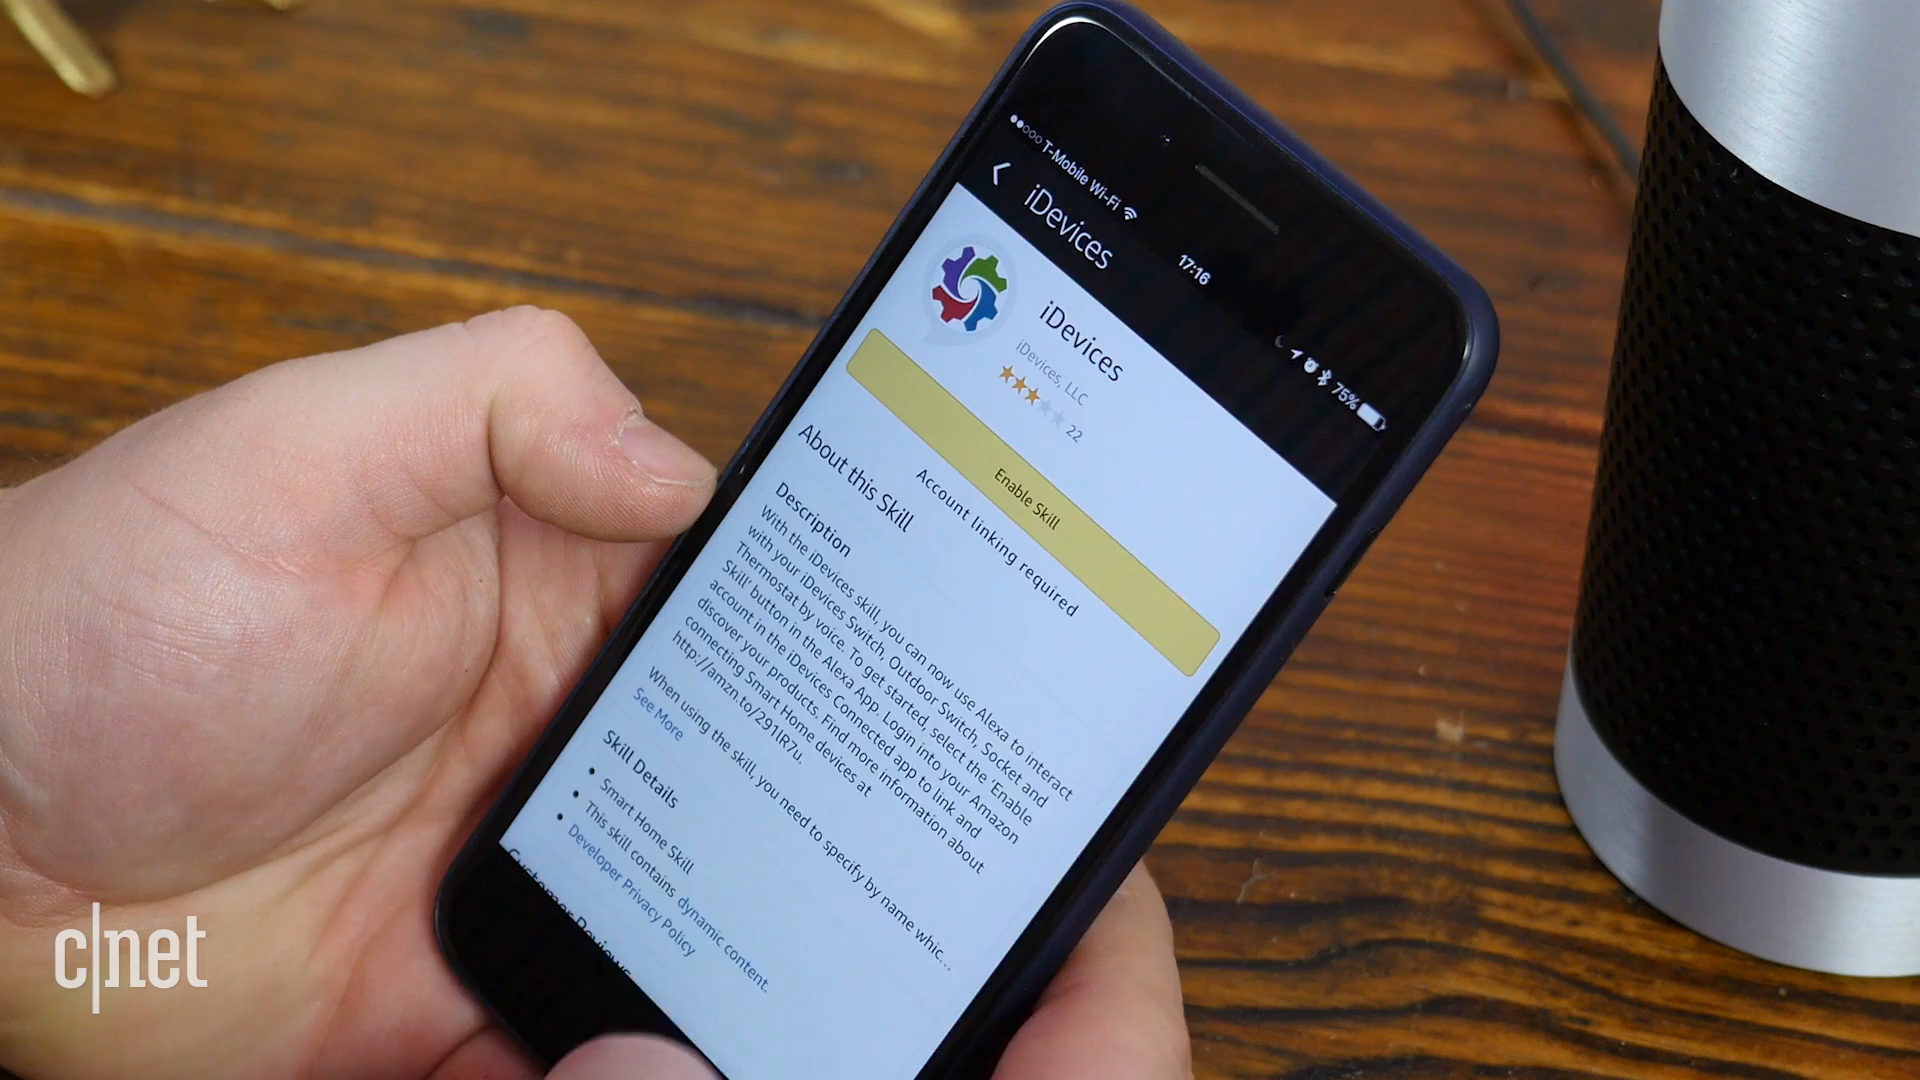 T-Mobile Wi-Fi
17:16
75%
iDevices
iDevices
iDevices, LLC
22
Enable Skill
Account linking required
About this Skill
Description
With the iDevices skill, you can now use Alexa to interact
with your iDevices Switch, Outdoor Switch, Socket and
Thermostat by voice. To get started, select the 'Enable
Skill' button in the Alexa App. Login into your Amazon
account in the iDevices Connected app to link and
discover your products. Find more information about
connecting Smart Home devices at
http://amzn.to/291IR7u.
When using the skill, you need to specify by name whic...
See More
Skill Details
Smart Home Skill
This skill contains dynamic content.
Developer Privacy Policy
Customer Reviews
c|net